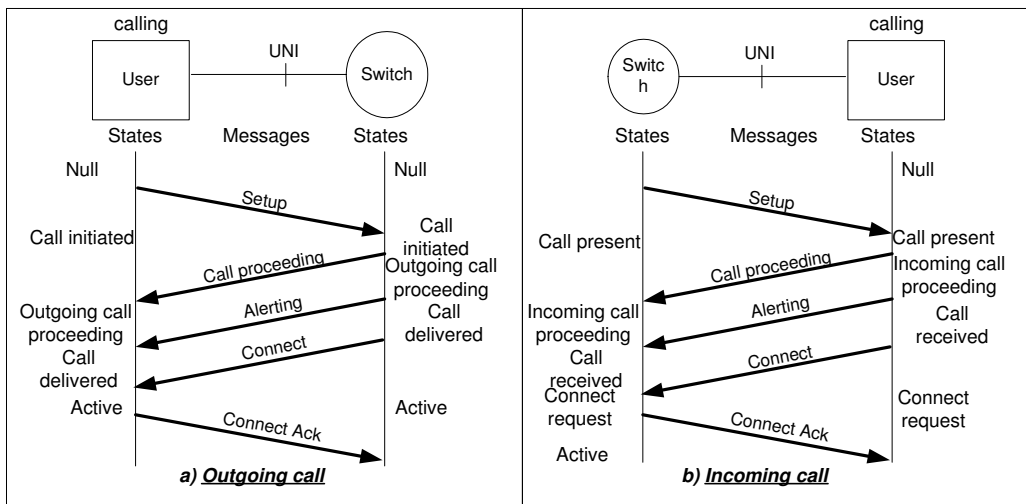 calling
User
UNI
Switch
States
Messages
States
Null
Null
Setup
Call initiated
Call
initiated
Call proceeding
Outgoing call
proceeding
Outgoing call
proceeding
Alerting
Call
delivered
Call
delivered
Connect
Active
Active
Connect Ack
a) Outgoing call
calling
Switc
h
UNI
User
States
Messages
States
Null
Setup
Call present
Call present
Call proceeding
Incoming call
proceeding
Incoming call
proceeding
Alerting
Call
received
Call
received
Connect
Connect
request
Connect
request
Connect Ack
Active
b) Incoming call